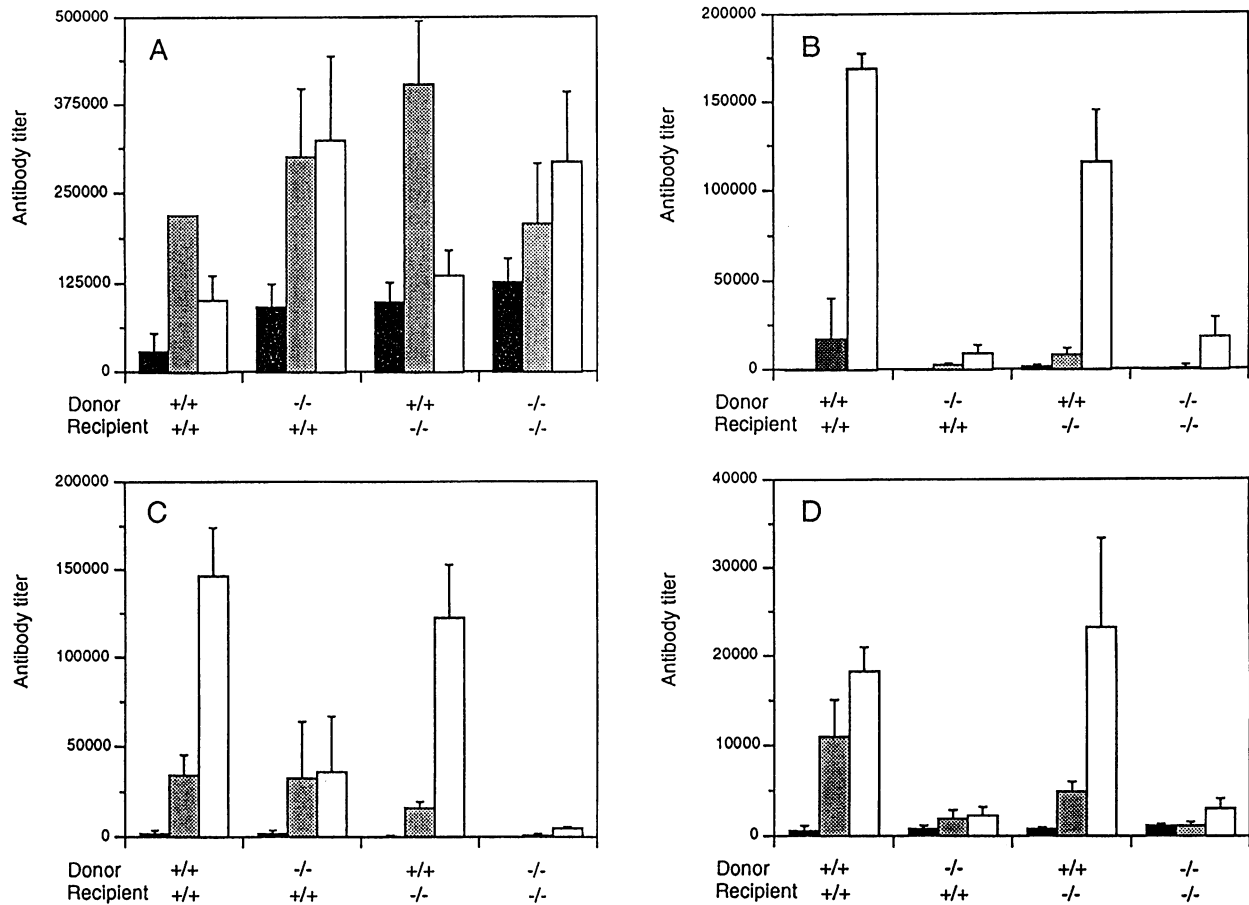 A
Antibody titer
500000
375000
250000
125000
0
Donor +/+ -/- +/+ -/-
Recipient +/+ +/+ -/- -/-
B
Antibody titer
200000
150000
100000
50000
0
Donor +/+ -/- +/+ -/-
Recipient +/+ +/+ -/- -/-
C
Antibody titer
200000
150000
100000
50000
0
Donor +/+ -/- +/+ -/-
Recipient +/+ +/+ -/- -/-
D
Antibody titer
40000
30000
20000
10000
0
Donor +/+ -/- +/+ -/-
Recipient +/+ +/+ -/- -/-